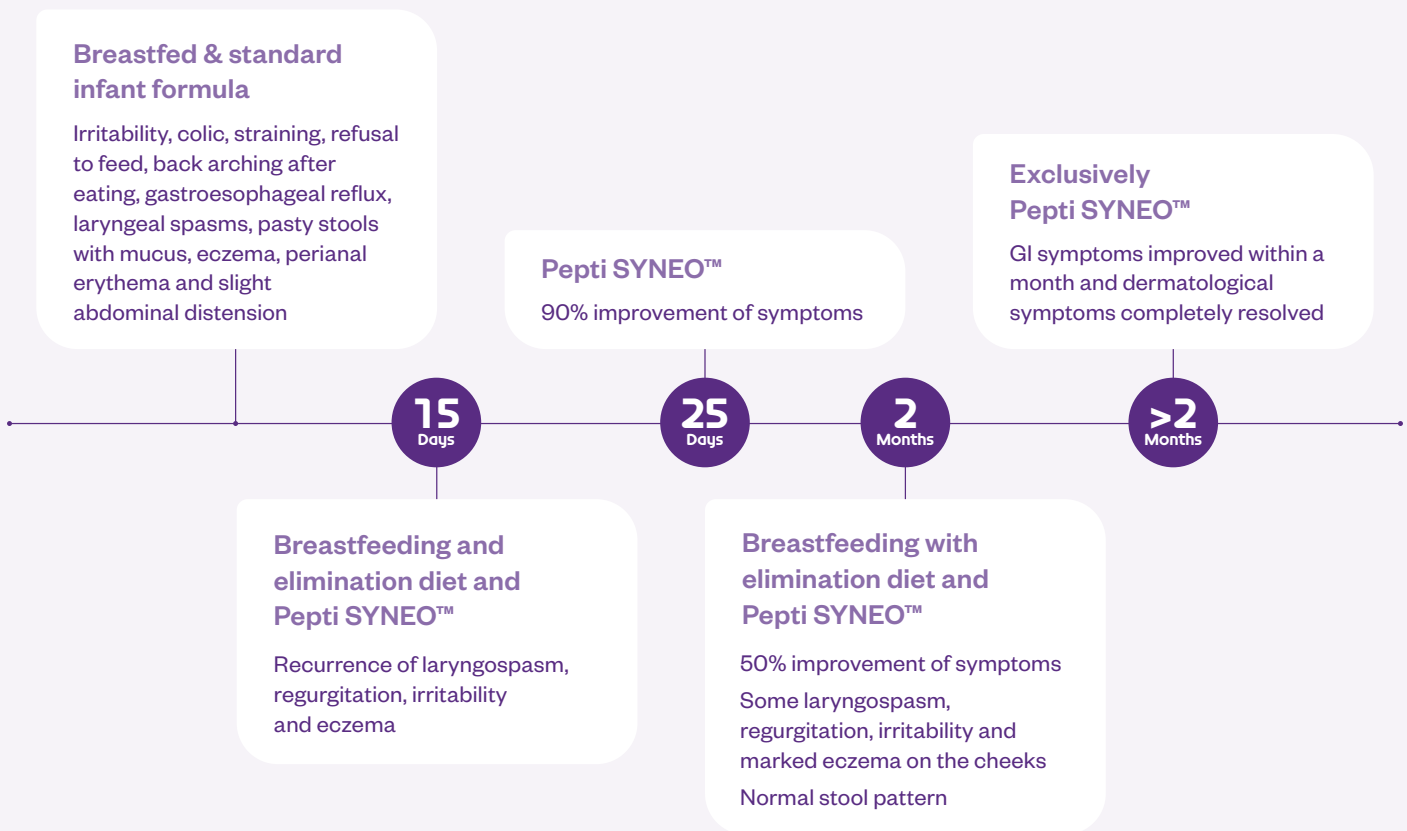 Breastfed & standard
infant formula
Irritability, colic, straining, refusal
to feed, back arching after
eating, gastroesophageal reflux,
laryngeal spasms, pasty stools
with mucus, eczema, perianal
erythema and slight
abdominal distension
15
Days
Breastfeeding and
elimination diet and
Pepti SYNEO™
Recurrence of laryngospasm,
regurgitation, irritability
and eczema
Pepti SYNEO™
90% improvement of symptoms
25
Days
2
Months
Breastfeeding with
elimination diet and
Pepti SYNEO™
50% improvement of symptoms
Some laryngospasm,
regurgitation, irritability and
marked eczema on the cheeks
Normal stool pattern
Exclusively
Pepti SYNEO™
GI symptoms improved within a
month and dermatological
symptoms completely resolved
>2
Months